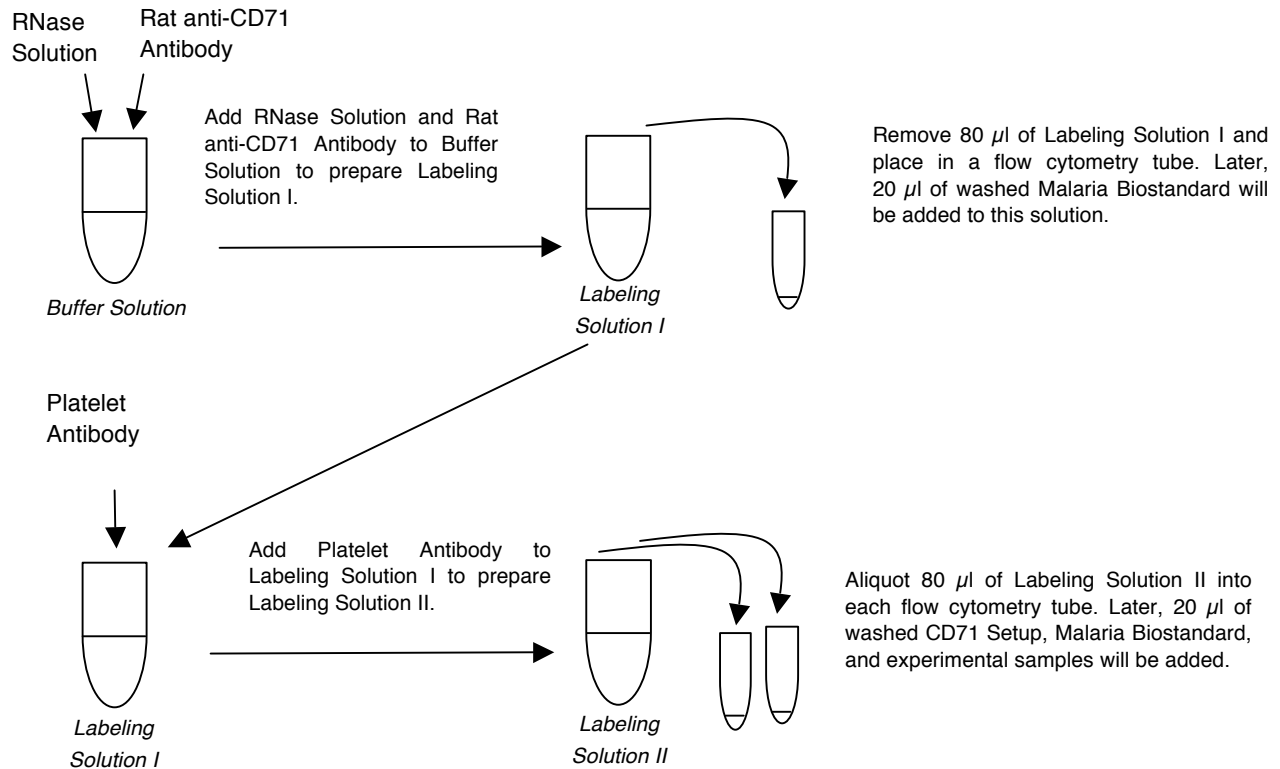 RNase
Solution
Rat anti-CD71
Antibody
Add RNase Solution and Rat
anti-CD71 Antibody to Buffer
Solution to prepare Labeling
Solution I.
Buffer Solution
Labeling
Solution I
Remove 80 µl of Labeling Solution I and
place in a flow cytometry tube. Later,
20 µl of washed Malaria Biostandard will
be added to this solution.
Platelet
Antibody
Labeling
Solution I
Add Platelet Antibody to
Labeling Solution I to prepare
Labeling Solution II.
Labeling
Solution II
Aliquot 80 µl of Labeling Solution II into
each flow cytometry tube. Later, 20 µl of
washed CD71 Setup, Malaria Biostandard,
and experimental samples will be added.